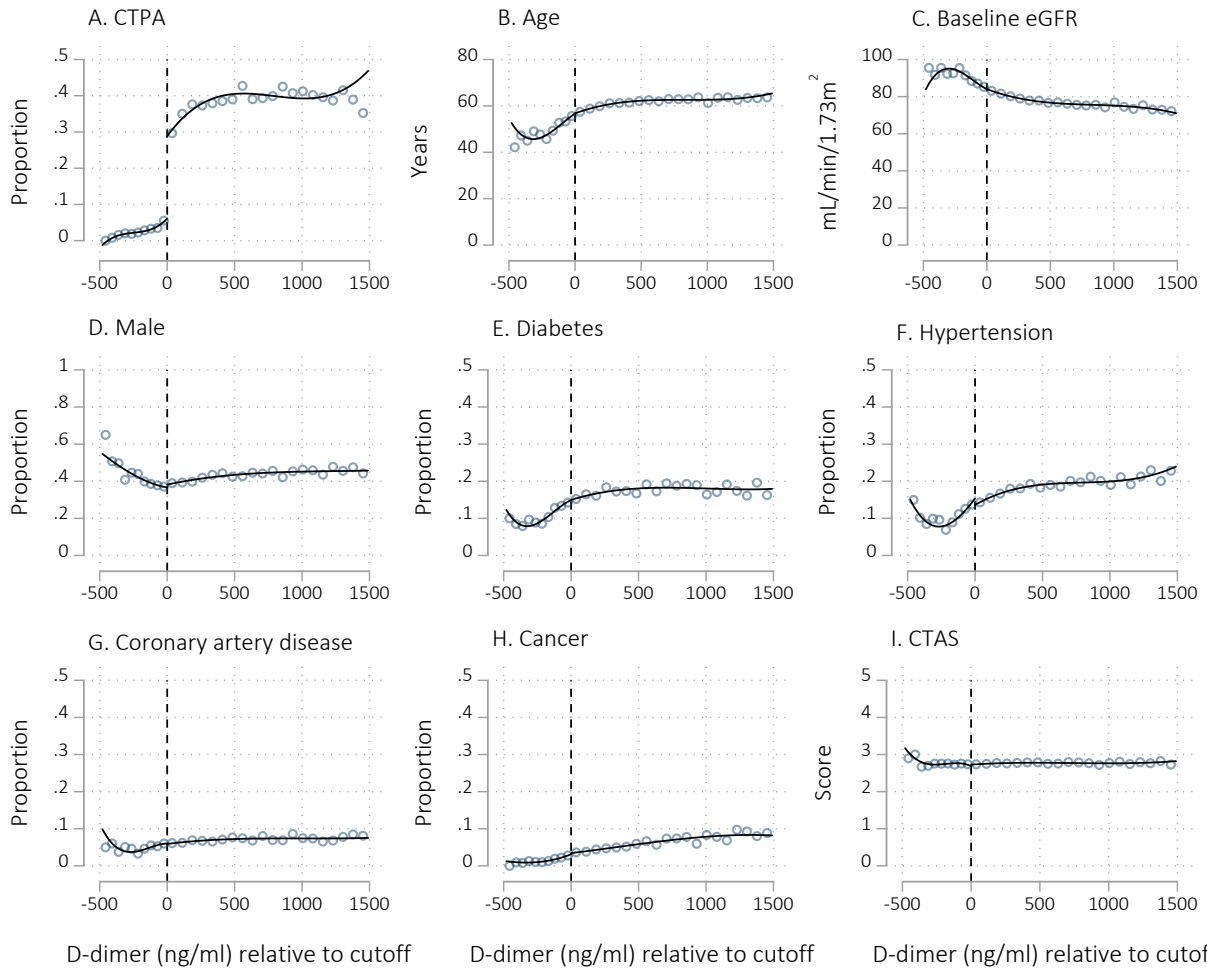 A. CTPA
Proportion
.5
.4
.3
.2
.1
0
-500 0 500 1000 1500
B. Age
Years
80
60
40
20
0
-500 0 500 1000 1500
C. Baseline eGFR
mL/min/1.73m2
100
80
60
40
20
0
-500 0 500 1000 1500
D. Male
Proportion
1
.8
.6
.4
.2
0
-500 0 500 1000 1500
E. Diabetes
Proportion
.5
.4
.3
.2
.1
0
-500 0 500 1000 1500
F. Hypertension
Proportion
.5
.4
.3
.2
.1
0
-500 0 500 1000 1500
G. Coronary artery disease
Proportion
.5
.4
.3
.2
.1
0
-500 0 500 1000 1500
D-dimer (ng/ml) relative to cutoff
H. Cancer
Proportion
.5
.4
.3
.2
.1
0
-500 0 500 1000 1500
D-dimer (ng/ml) relative to cutoff
I. CTAS
Score
5
4
3
2
1
0
-500 0 500 1000 1500
D-dimer (ng/ml) relative to cutof